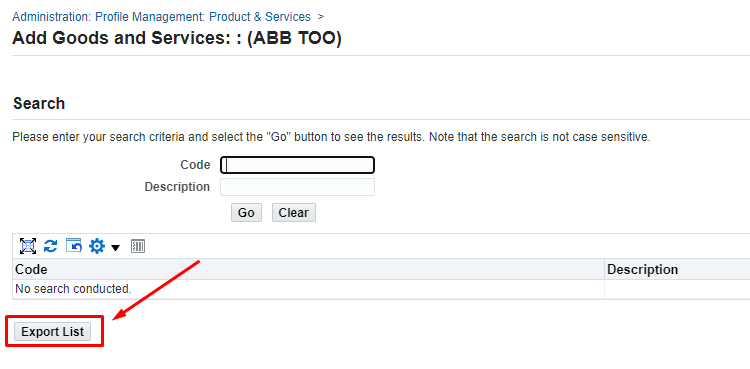 Administration: Profile Management: Product & Services >
Add Goods and Services: : (ABB TOO)
Search
Please enter your search criteria and select the "Go" button to see the results. Note that the search is not case sensitive.
Code
Description
Go Clear
Code Description
No search conducted.
Export List